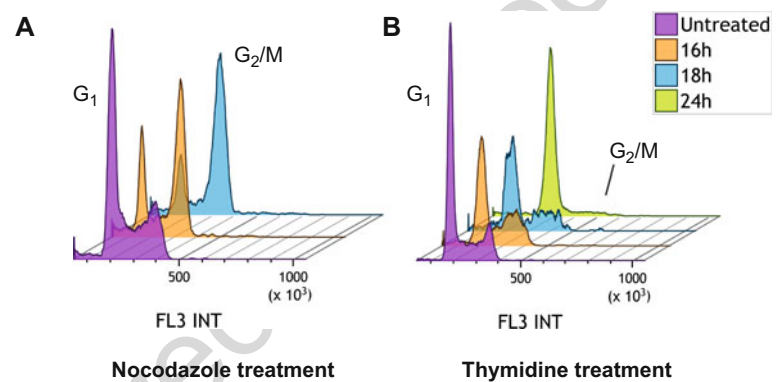 A
G1
G2/M
500
1000
(x 10³)
FL3 INT
Nocodazole treatment
B
G1
G2/M
500
1000
(x 10³)
FL3 INT
Thymidine treatment
Untreated
16h
18h
24h